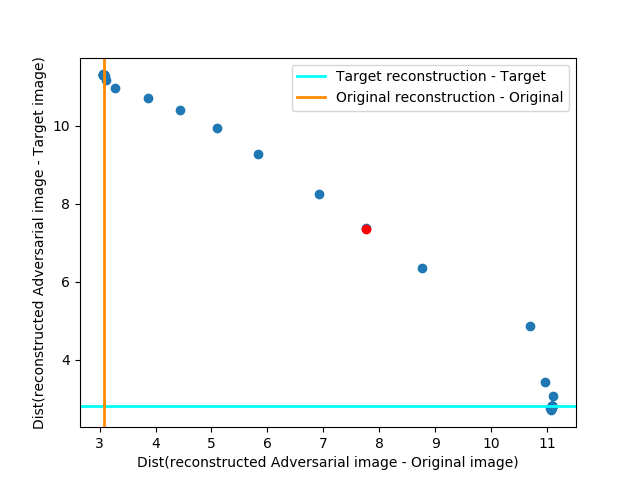 Target reconstruction - Target
Original reconstruction - Original
Dist(reconstructed Adversarial image - Target image)
10
8
6
4
3 4 5 6 7 8 9 10 11
Dist(reconstructed Adversarial image - Original image)